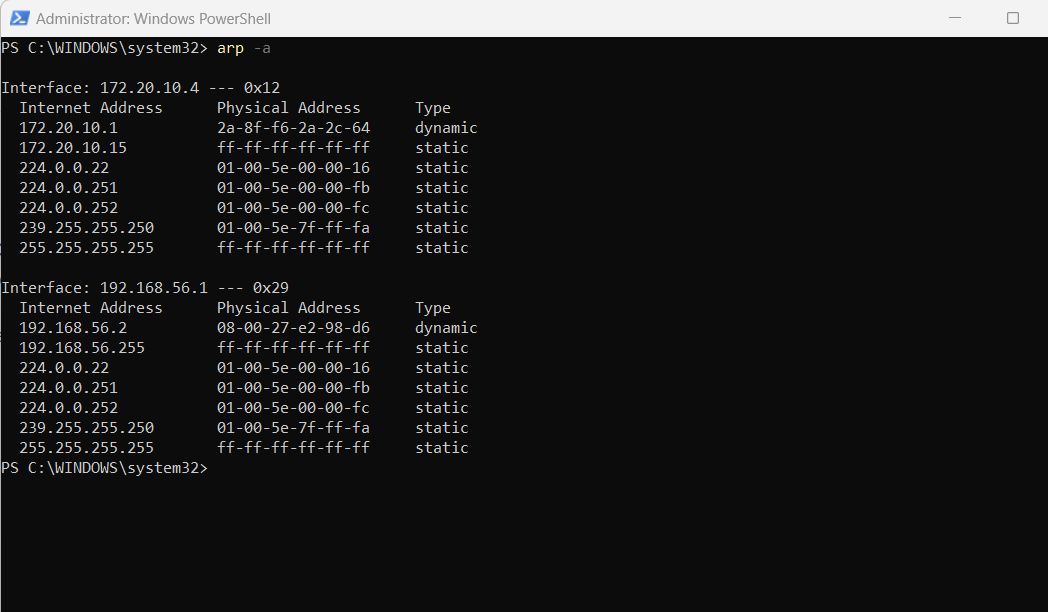 Administrator: Windows PowerShell
PS C:\WINDOWS\system32> arp -a
Interface: 172.20.10.4 --- 0x12
  Internet Address      Physical Address      Type
  172.20.10.1           2a-8f-f6-2a-2c-64     dynamic
  172.20.10.15          ff-ff-ff-ff-ff-ff     static
  224.0.0.22            01-00-5e-00-00-16     static
  224.0.0.251           01-00-5e-00-00-fb     static
  224.0.0.252           01-00-5e-00-00-fc     static
  239.255.255.250       01-00-5e-7f-ff-fa     static
  255.255.255.255       ff-ff-ff-ff-ff-ff     static
Interface: 192.168.56.1 --- 0x29
  Internet Address      Physical Address      Type
  192.168.56.2          08-00-27-e2-98-d6     dynamic
  192.168.56.255        ff-ff-ff-ff-ff-ff     static
  224.0.0.22            01-00-5e-00-00-16     static
  224.0.0.251           01-00-5e-00-00-fb     static
  224.0.0.252           01-00-5e-00-00-fc     static
  239.255.255.250       01-00-5e-7f-ff-fa     static
  255.255.255.255       ff-ff-ff-ff-ff-ff     static
PS C:\WINDOWS\system32>